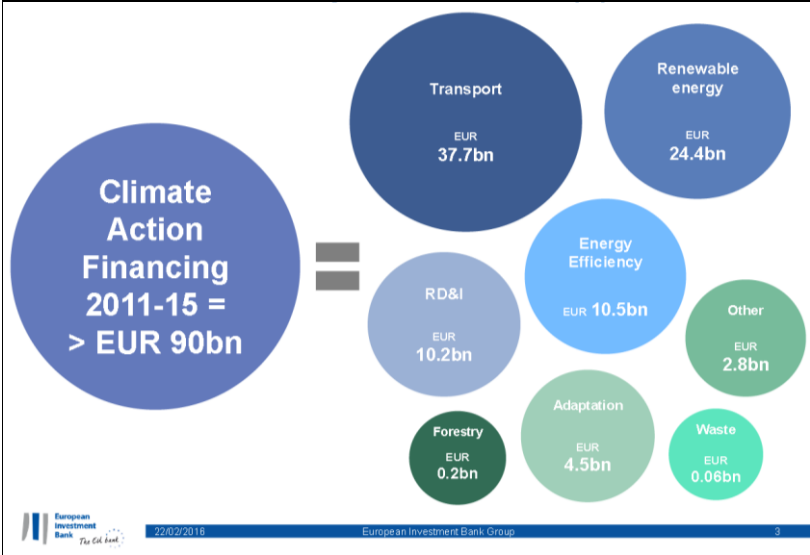 Climate
Action
Financing
2011-15 =
> EUR 90bn
Transport
EUR
37.7bn
Renewable
energy
EUR
24.4bn
RD&I
EUR
10.2bn
Energy
Efficiency
EUR 10.5bn
Other
EUR
2.8bn
Forestry
EUR
0.2bn
Adaptation
EUR
4.5bn
Waste
EUR
0.06bn
European
Investment
Bank
The EU bank
22/02/2016
European Investment Bank Group
3